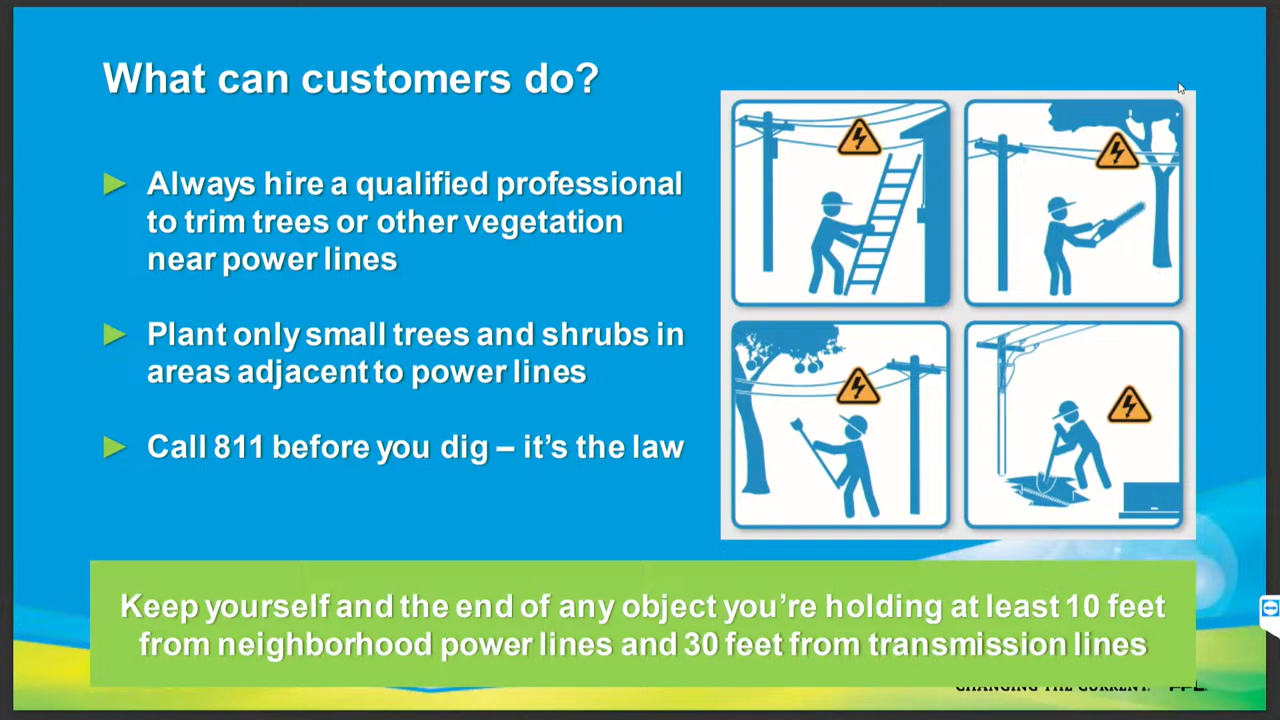 What can customers do?
Always hire a qualified professional
to trim trees or other vegetation
near power lines
Plant only small trees and shrubs in
areas adjacent to power lines
Call 811 before you dig – it's the law
Keep yourself and the end of any object you're holding at least 10 feet
from neighborhood power lines and 30 feet from transmission lines
CHANGING THE CURRENT.